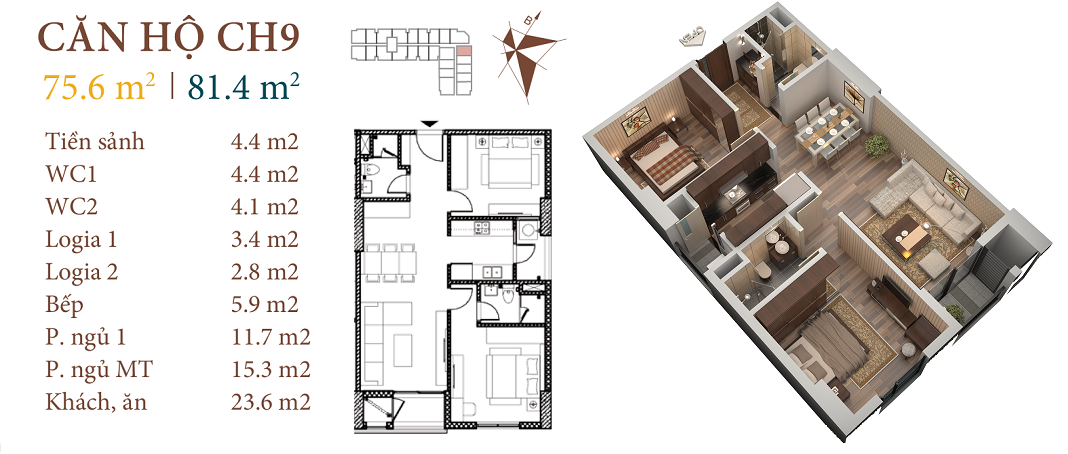 CĂN HỘ CH9
75.6 m² | 81.4 m²
Tiền sảnh 4.4 m2
WC1 4.4 m2
WC2 4.1 m2
Logia 1 3.4 m2
Logia 2 2.8 m2
Bếp 5.9 m2
P. ngủ 1 11.7 m2
P. ngủ MT 15.3 m2
Khách, ăn 23.6 m2
B